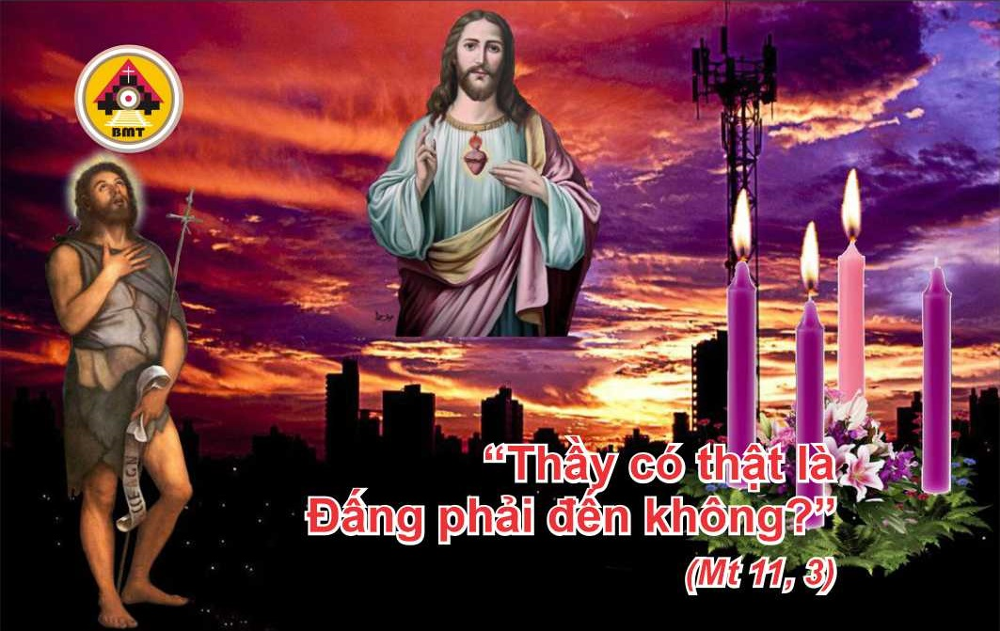 BMT
“Thầy có thật là
Đấng phải đến không?”
(Mt 11, 3)